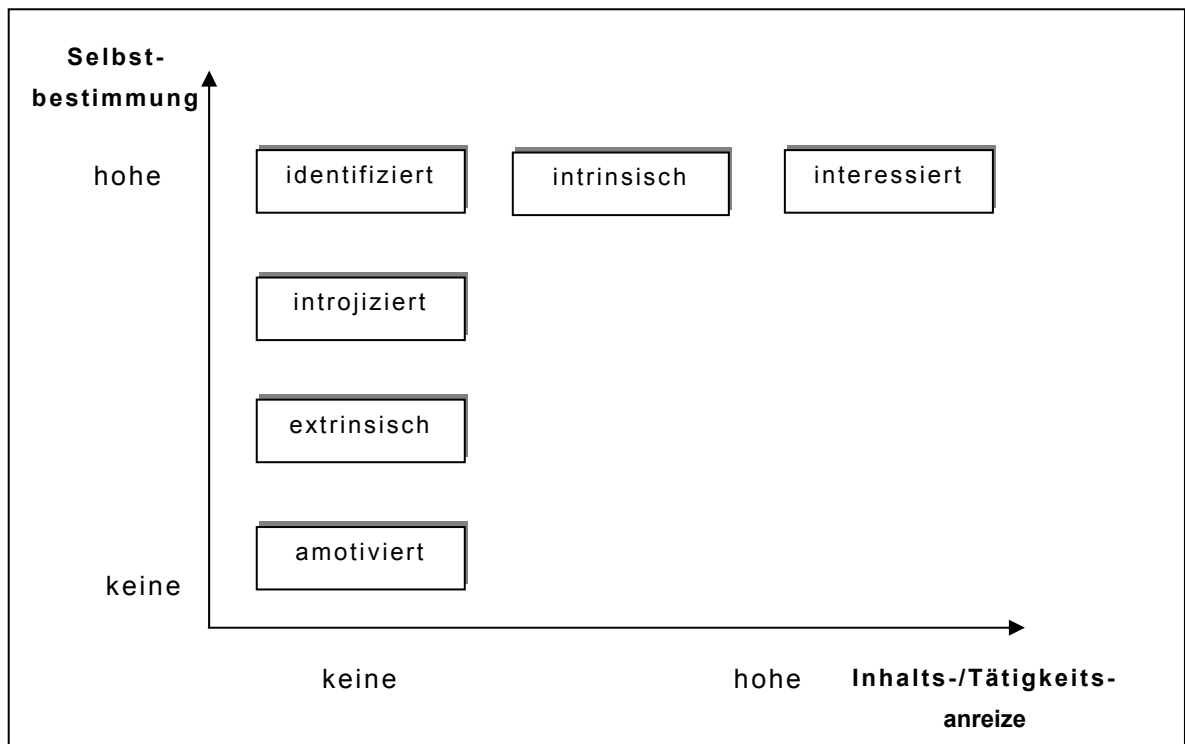 Selbst-
bestimmung
hohe
identifiziert
intrinsisch
interessiert
introjiziert
extrinsisch
amotiviert
keine
keine
hohe
Inhalts-/Tätigkeits-
anreize